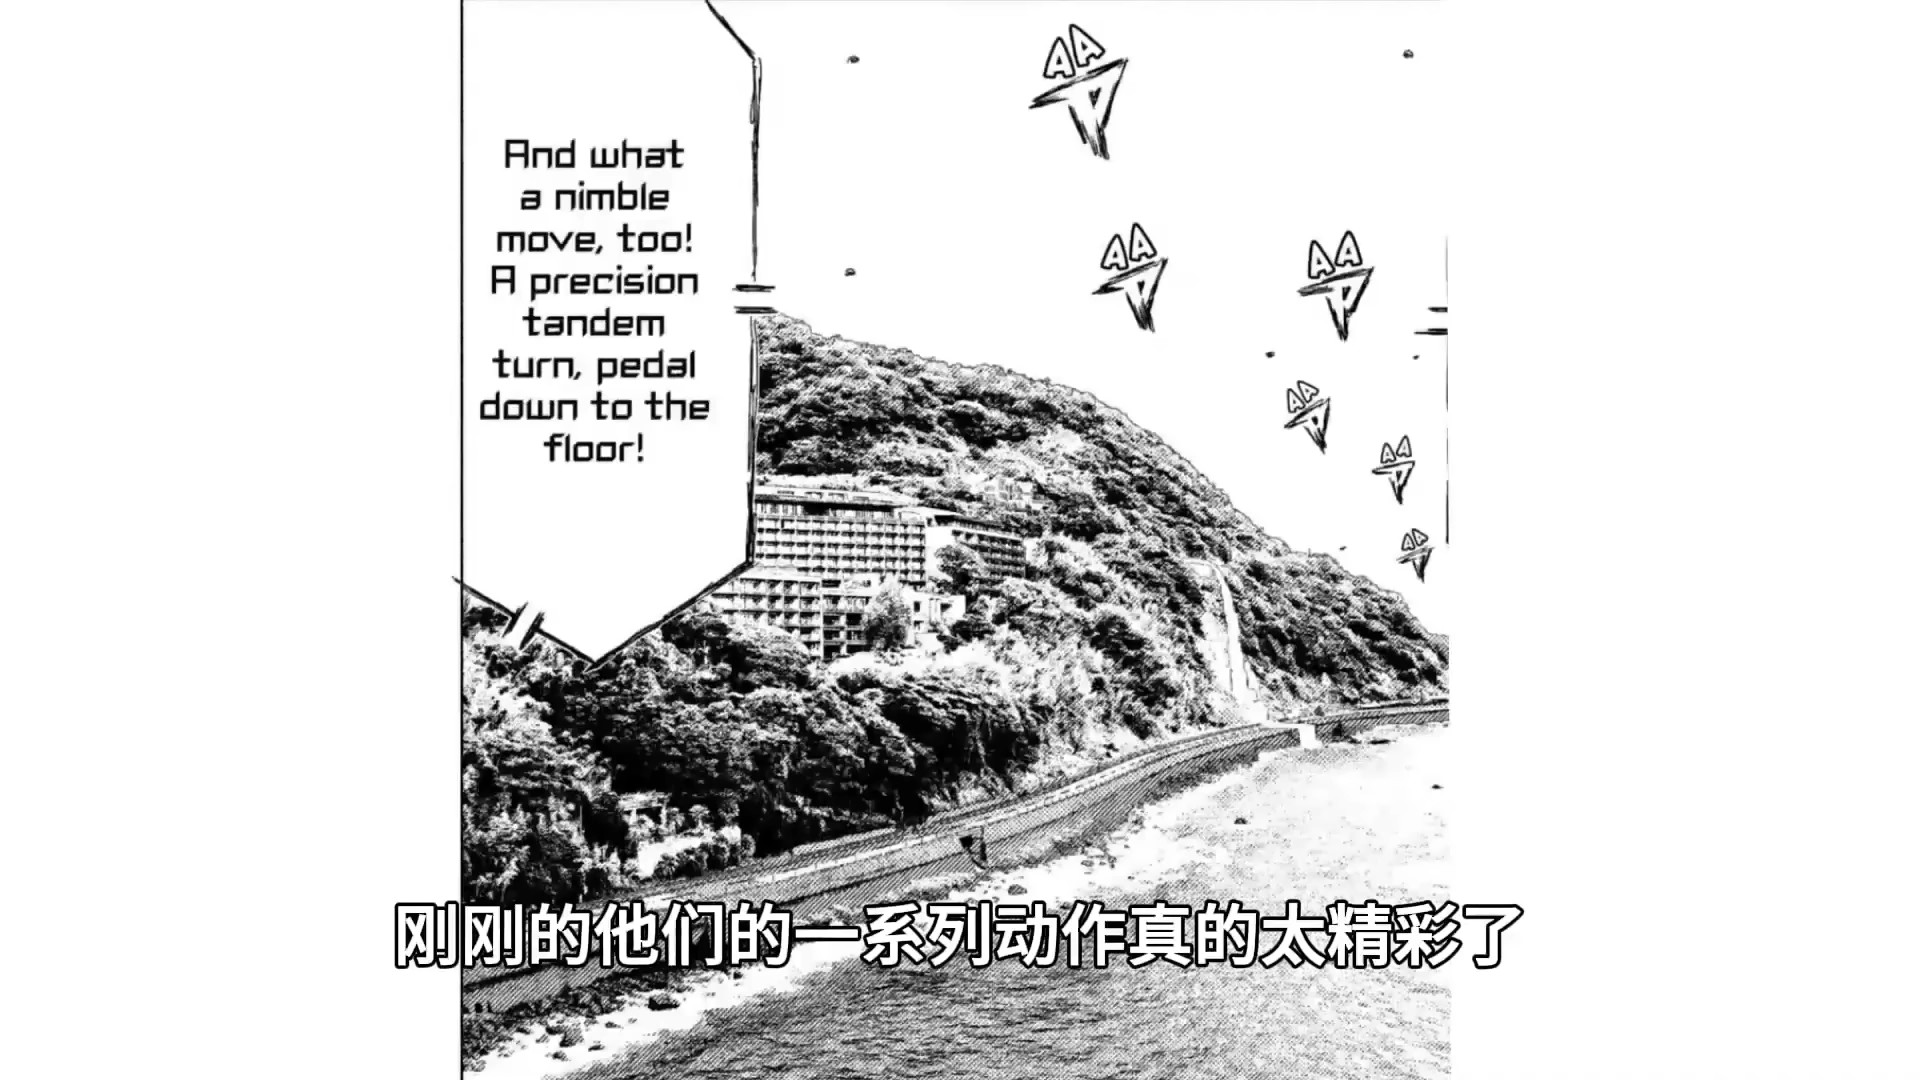 And what
a nimble
move, too!
A precision
tandem
turn, pedal
down to the
floor!
AA
AA
AA
AA
AA
AA
刚刚的他们的一系列动作真的太精彩了